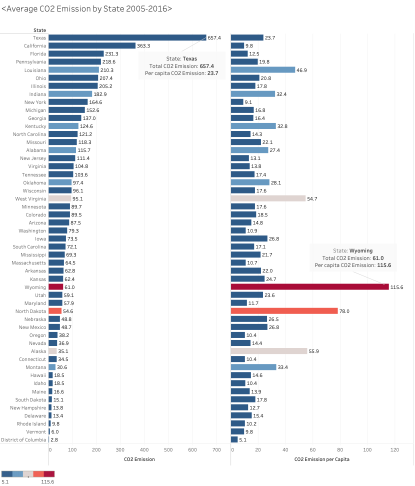 <Average CO2 Emission by State 2005-2016>
State
Texas 657.4 23.7
California 363.3 9.8
Florida 231.3 12.5
Pennsylvania 218.6 19.8
Louisiana 210.3 46.9
Ohio 207.4 20.8
Illinois 205.2 17.8
Indiana 182.9 32.4
New York 164.6 9.1
Michigan 152.6 16.8
Georgia 137.0 16.4
Kentucky 124.6 32.8
North Carolina 121.2 14.3
Missouri 118.3 22.1
Alabama 115.7 27.4
New Jersey 111.4 13.1
Virginia 104.8 13.8
Tennessee 103.6 17.4
Oklahoma 97.4 28.1
Wisconsin 96.1 17.6
West Virginia 95.1 54.7
Minnesota 89.7 17.6
Colorado 89.5 18.5
Arizona 87.5 14.8
Washington 79.3 10.9
Iowa 73.5 26.8
South Carolina 72.1 17.1
Mississippi 69.3 21.7
Massachusetts 64.5 10.7
Arkansas 62.8 22.0
Kansas 62.4 24.7
Wyoming 61.0 115.6
Utah 59.1 23.6
Maryland 57.9 11.7
North Dakota 54.6 78.0
Nebraska 48.8 26.5
New Mexico 48.7 26.8
Oregon 38.2 10.4
Nevada 36.9 14.4
Alaska 35.1 55.9
Connecticut 34.5 10.4
Montana 30.6 33.4
Hawaii 18.5 14.6
Idaho 18.5 10.4
Maine 16.6 13.9
South Dakota 15.1 17.8
New Hampshire 13.8 12.7
Delaware 13.4 15.4
Rhode Island 9.8 10.2
Vermont 6.0 9.8
District of Columbia 2.8 5.1
State: Texas
Total CO2 Emission: 657.4
Per capita CO2 Emission: 23.7
State: Wyoming
Total CO2 Emission: 61.0
Per capita CO2 Emission: 115.6
0 100 200 300 400 500 600 700
0 20 40 60 80 100 120
CO2 Emission
CO2 Emission per Capita
5.1 115.6